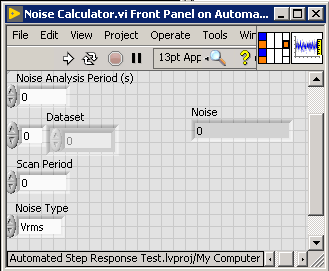 Noise Calculator.vi Front Panel on Automa...
File Edit View Project Operate Tools Win
13pt App
?
Noise Analysis Period (s)
0
Dataset
0
0
Noise
0
Scan Period
0
Noise Type
Vrms
Automated Step Response Test.lvproj/My Computer